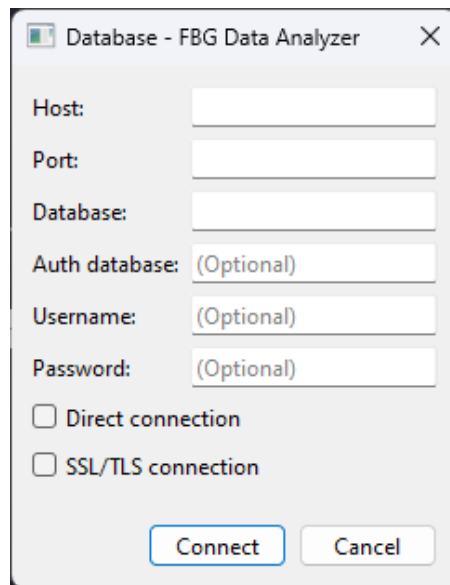 Database - FBG Data Analyzer
Host:
Port:
Database:
Auth database: (Optional)
Username: (Optional)
Password: (Optional)
Direct connection
SSL/TLS connection
Connect Cancel